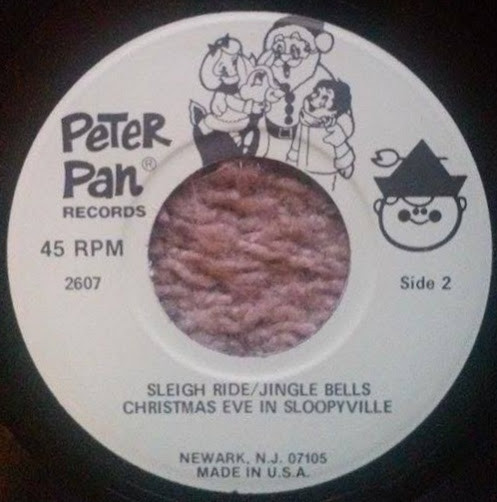 Peter
Pan®
RECORDS
45 RPM
2607
Side 2
SLEIGH RIDE/JINGLE BELLS
CHRISTMAS EVE IN SLOOPYVILLE
NEWARK, N.J. 07105
MADE IN U.S.A.